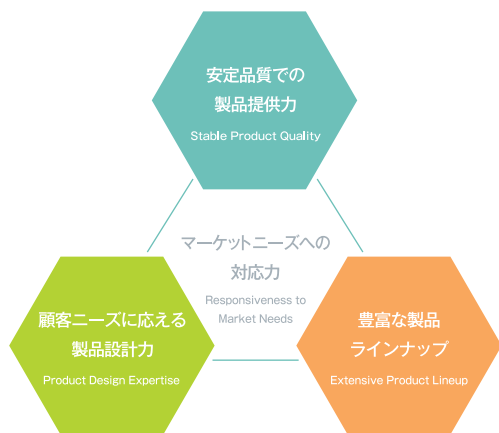 安定品質での
製品提供力
Stable Product Quality
マーケットニーズへの
対応力
Responsiveness to
Market Needs
顧客ニーズに応える
製品設計力
Product Design Expertise
豊富な製品
ラインナップ
Extensive Product Lineup